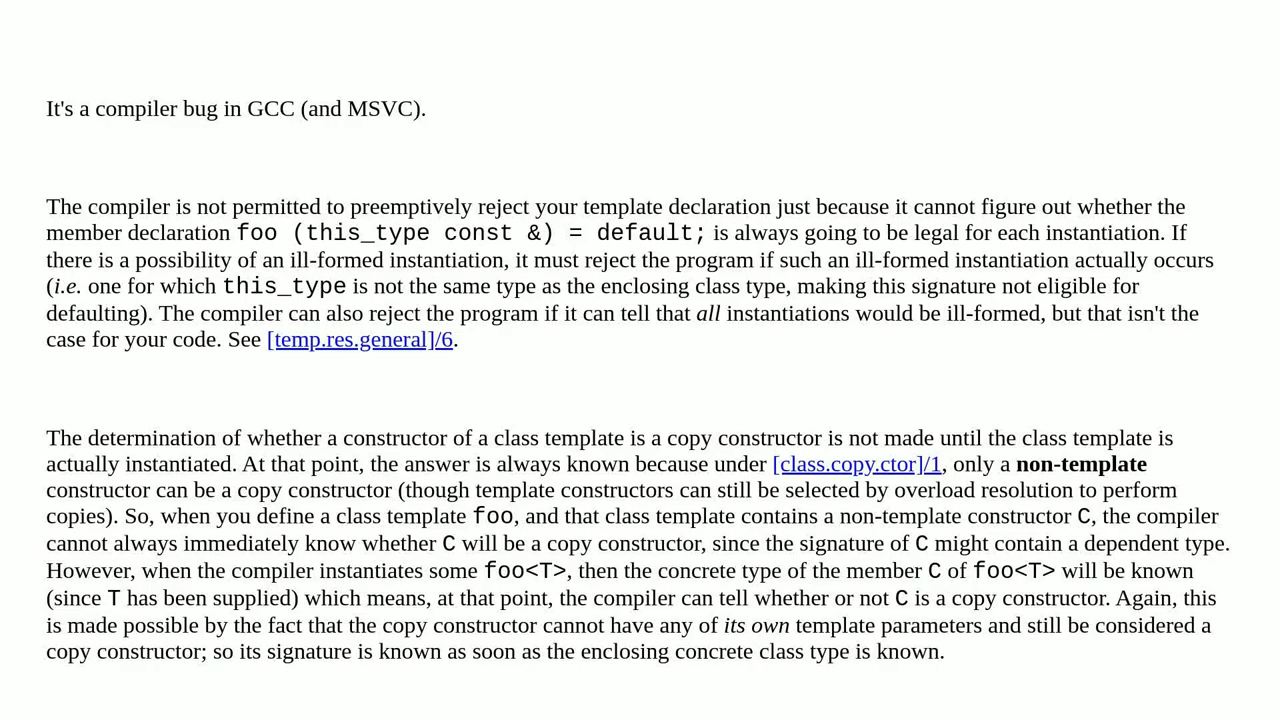 It's a compiler bug in GCC (and MSVC).
The compiler is not permitted to preemptively reject your template declaration just because it cannot figure out whether the
member declaration foo (this_type const &) = default; is always going to be legal for each instantiation. If
there is a possibility of an ill-formed instantiation, it must reject the program if such an ill-formed instantiation actually occurs
(i.e. one for which this_type is not the same type as the enclosing class type, making this signature not eligible for
defaulting). The compiler can also reject the program if it can tell that all instantiations would be ill-formed, but that isn't the
case for your code. See [temp.res.general]/6.
The determination of whether a constructor of a class template is a copy constructor is not made until the class template is
actually instantiated. At that point, the answer is always known because under [class.copy.ctor]/1, only a non-template
constructor can be a copy constructor (though template constructors can still be selected by overload resolution to perform
copies). So, when you define a class template foo, and that class template contains a non-template constructor C, the compiler
cannot always immediately know whether C will be a copy constructor, since the signature of C might contain a dependent type.
However, when the compiler instantiates some foo<T>, then the concrete type of the member C of foo<T> will be known
(since T has been supplied) which means, at that point, the compiler can tell whether or not C is a copy constructor. Again, this
is made possible by the fact that the copy constructor cannot have any of its own template parameters and still be considered a
copy constructor; so its signature is known as soon as the enclosing concrete class type is known.